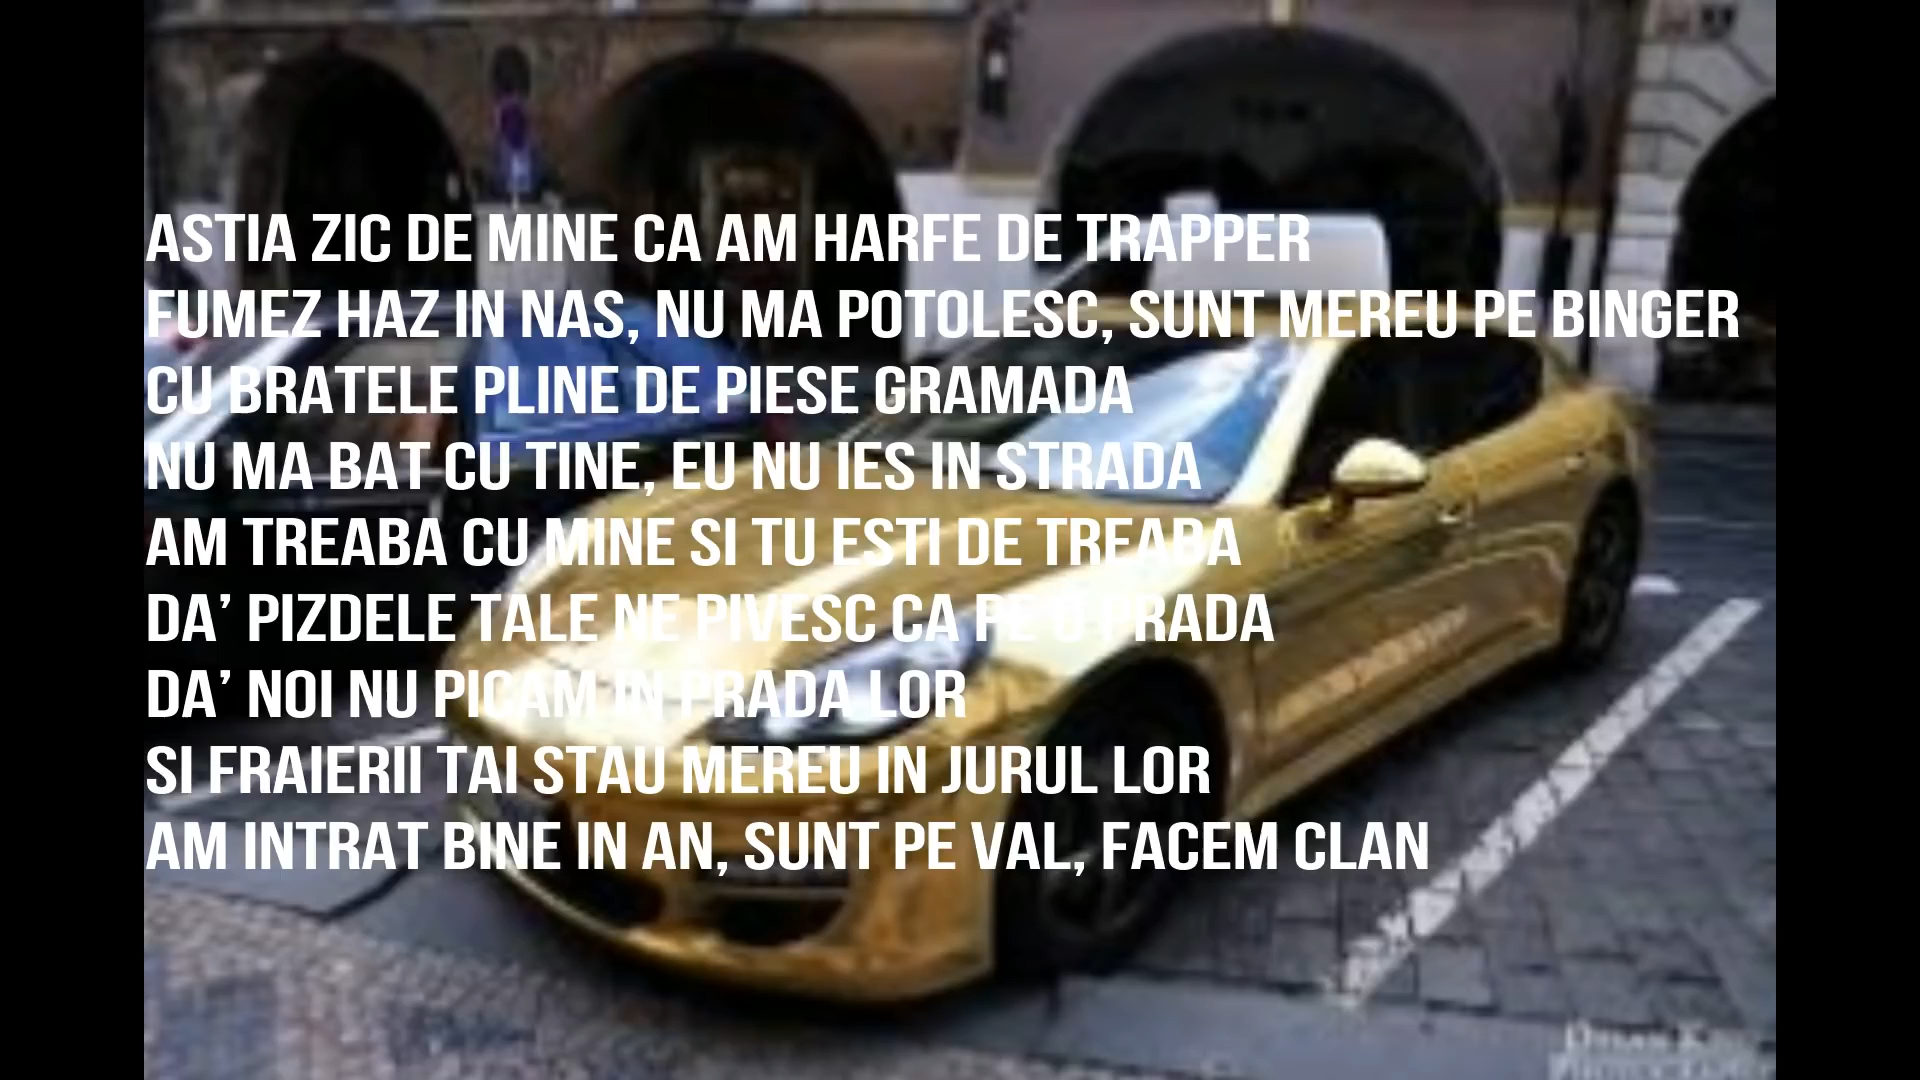 ASTIA ZIC DE MINE CA AM HARFE DE TRAPPER
FUMEZ HAZ IN NAS, NU MA POTOLESC, SUNT MEREU PE BINGER
CU BRATELE PLINE DE PIESE GRAMADA
NU MA BAT CU TINE, EU NU IES IN STRADA
AM TREABA CU MINE SI TU ESTI DE TREABA
DA' PIZDELE TALE NE PIVESC CA PE O PRADA
DA' NOI NU PICAM IN PRADA LOR
SI FRAIERII TAI STAU MEREU IN JURUL LOR
AM INTRAT BINE IN AN, SUNT PE VAL, FACEM CLAN